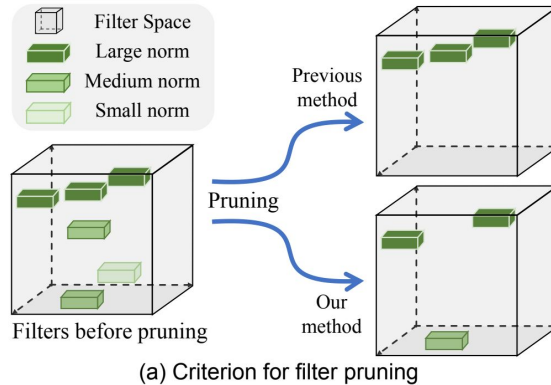 Filter Space
Large norm
Medium norm
Small norm
Previous
method
Pruning
Our
method
Filters before pruning
(a) Criterion for filter pruning